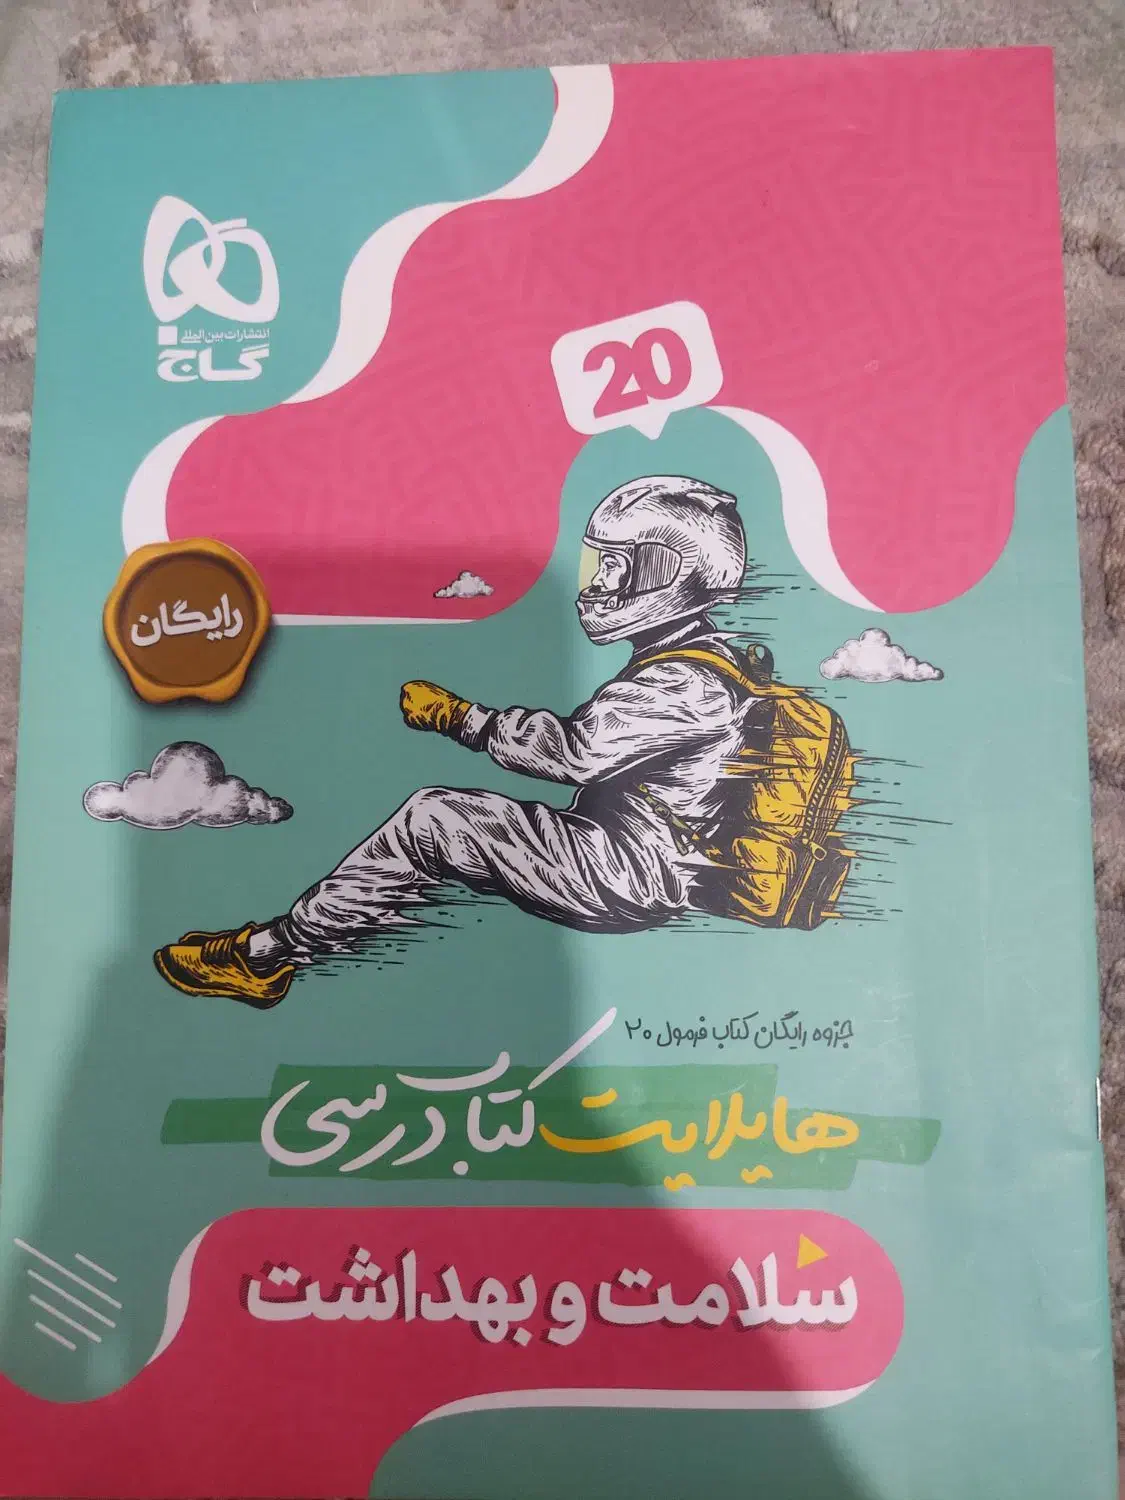 انتشارات بین‌المللی
گاج
20
رایگان
جزوه رایگان کتاب فرمول ۲۰
هایلایت کتاب درسی
سلامت و بهداشت